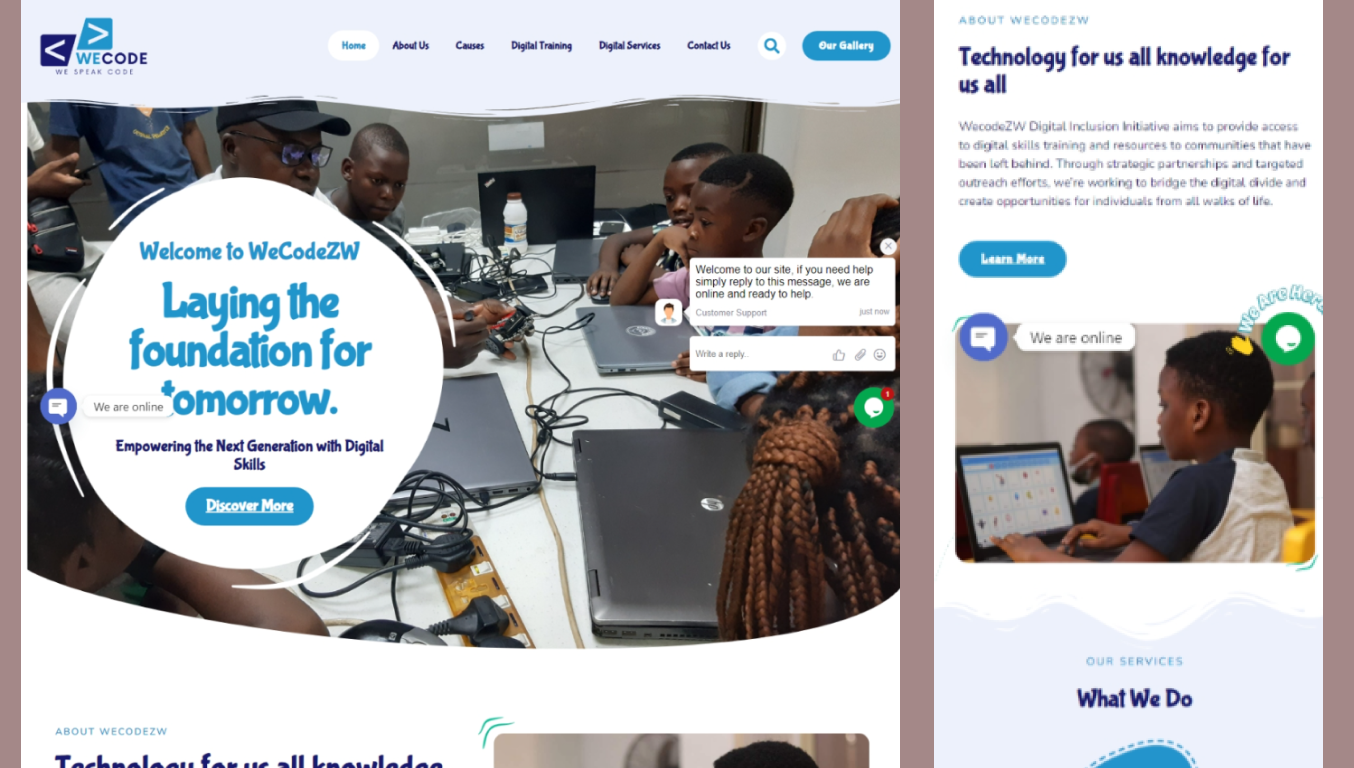 WECODE
WE SPEAK CODE
Home
About Us
Causes
Digital Training
Digital Services
Contact Us
Our Gallery
Welcome to WeCodeZW
Laying the
foundation for
tomorrow.
Empowering the Next Generation with Digital
Skills
Discover More
We are online
Welcome to our site, if you need help
simply reply to this message, we are
online and ready to help.
Customer Support
just now
Write a reply..
1
ABOUT WECODEZW
Technology for us all knowledge
ABOUT WECODEZW
Technology for us all knowledge for
us all
WecodeZW Digital Inclusion Initiative aims to provide access
to digital skills training and resources to communities that have
been left behind. Through strategic partnerships and targeted
outreach efforts, we're working to bridge the digital divide and
create opportunities for individuals from all walks of life.
Learn More
We Are Here
We are online
OUR SERVICES
What We Do